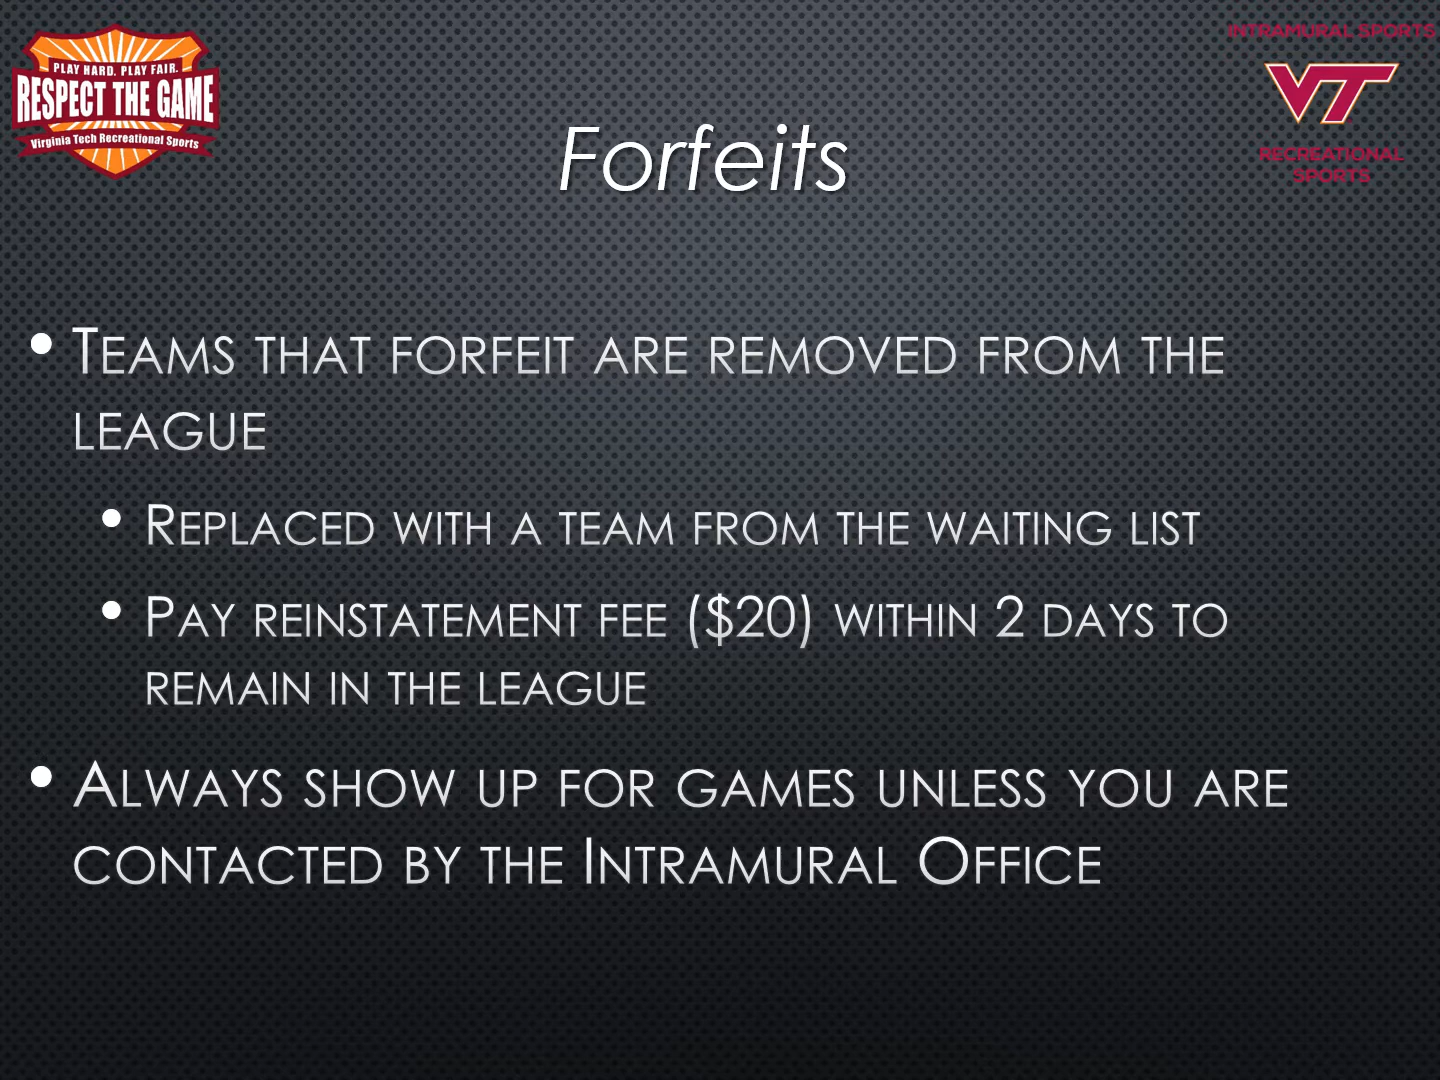 PLAY HARD. PLAY FAIR.
RESPECT THE GAME
Virginia Tech Recreational Sports
INTRAMURAL SPORTS
VT
RECREATIONAL
SPORTS
Forfeits
• Teams that forfeit are removed from the
league
• Replaced with a team from the waiting list
• Pay reinstatement fee ($20) within 2 days to
remain in the league
• Always show up for games unless you are
contacted by the Intramural Office